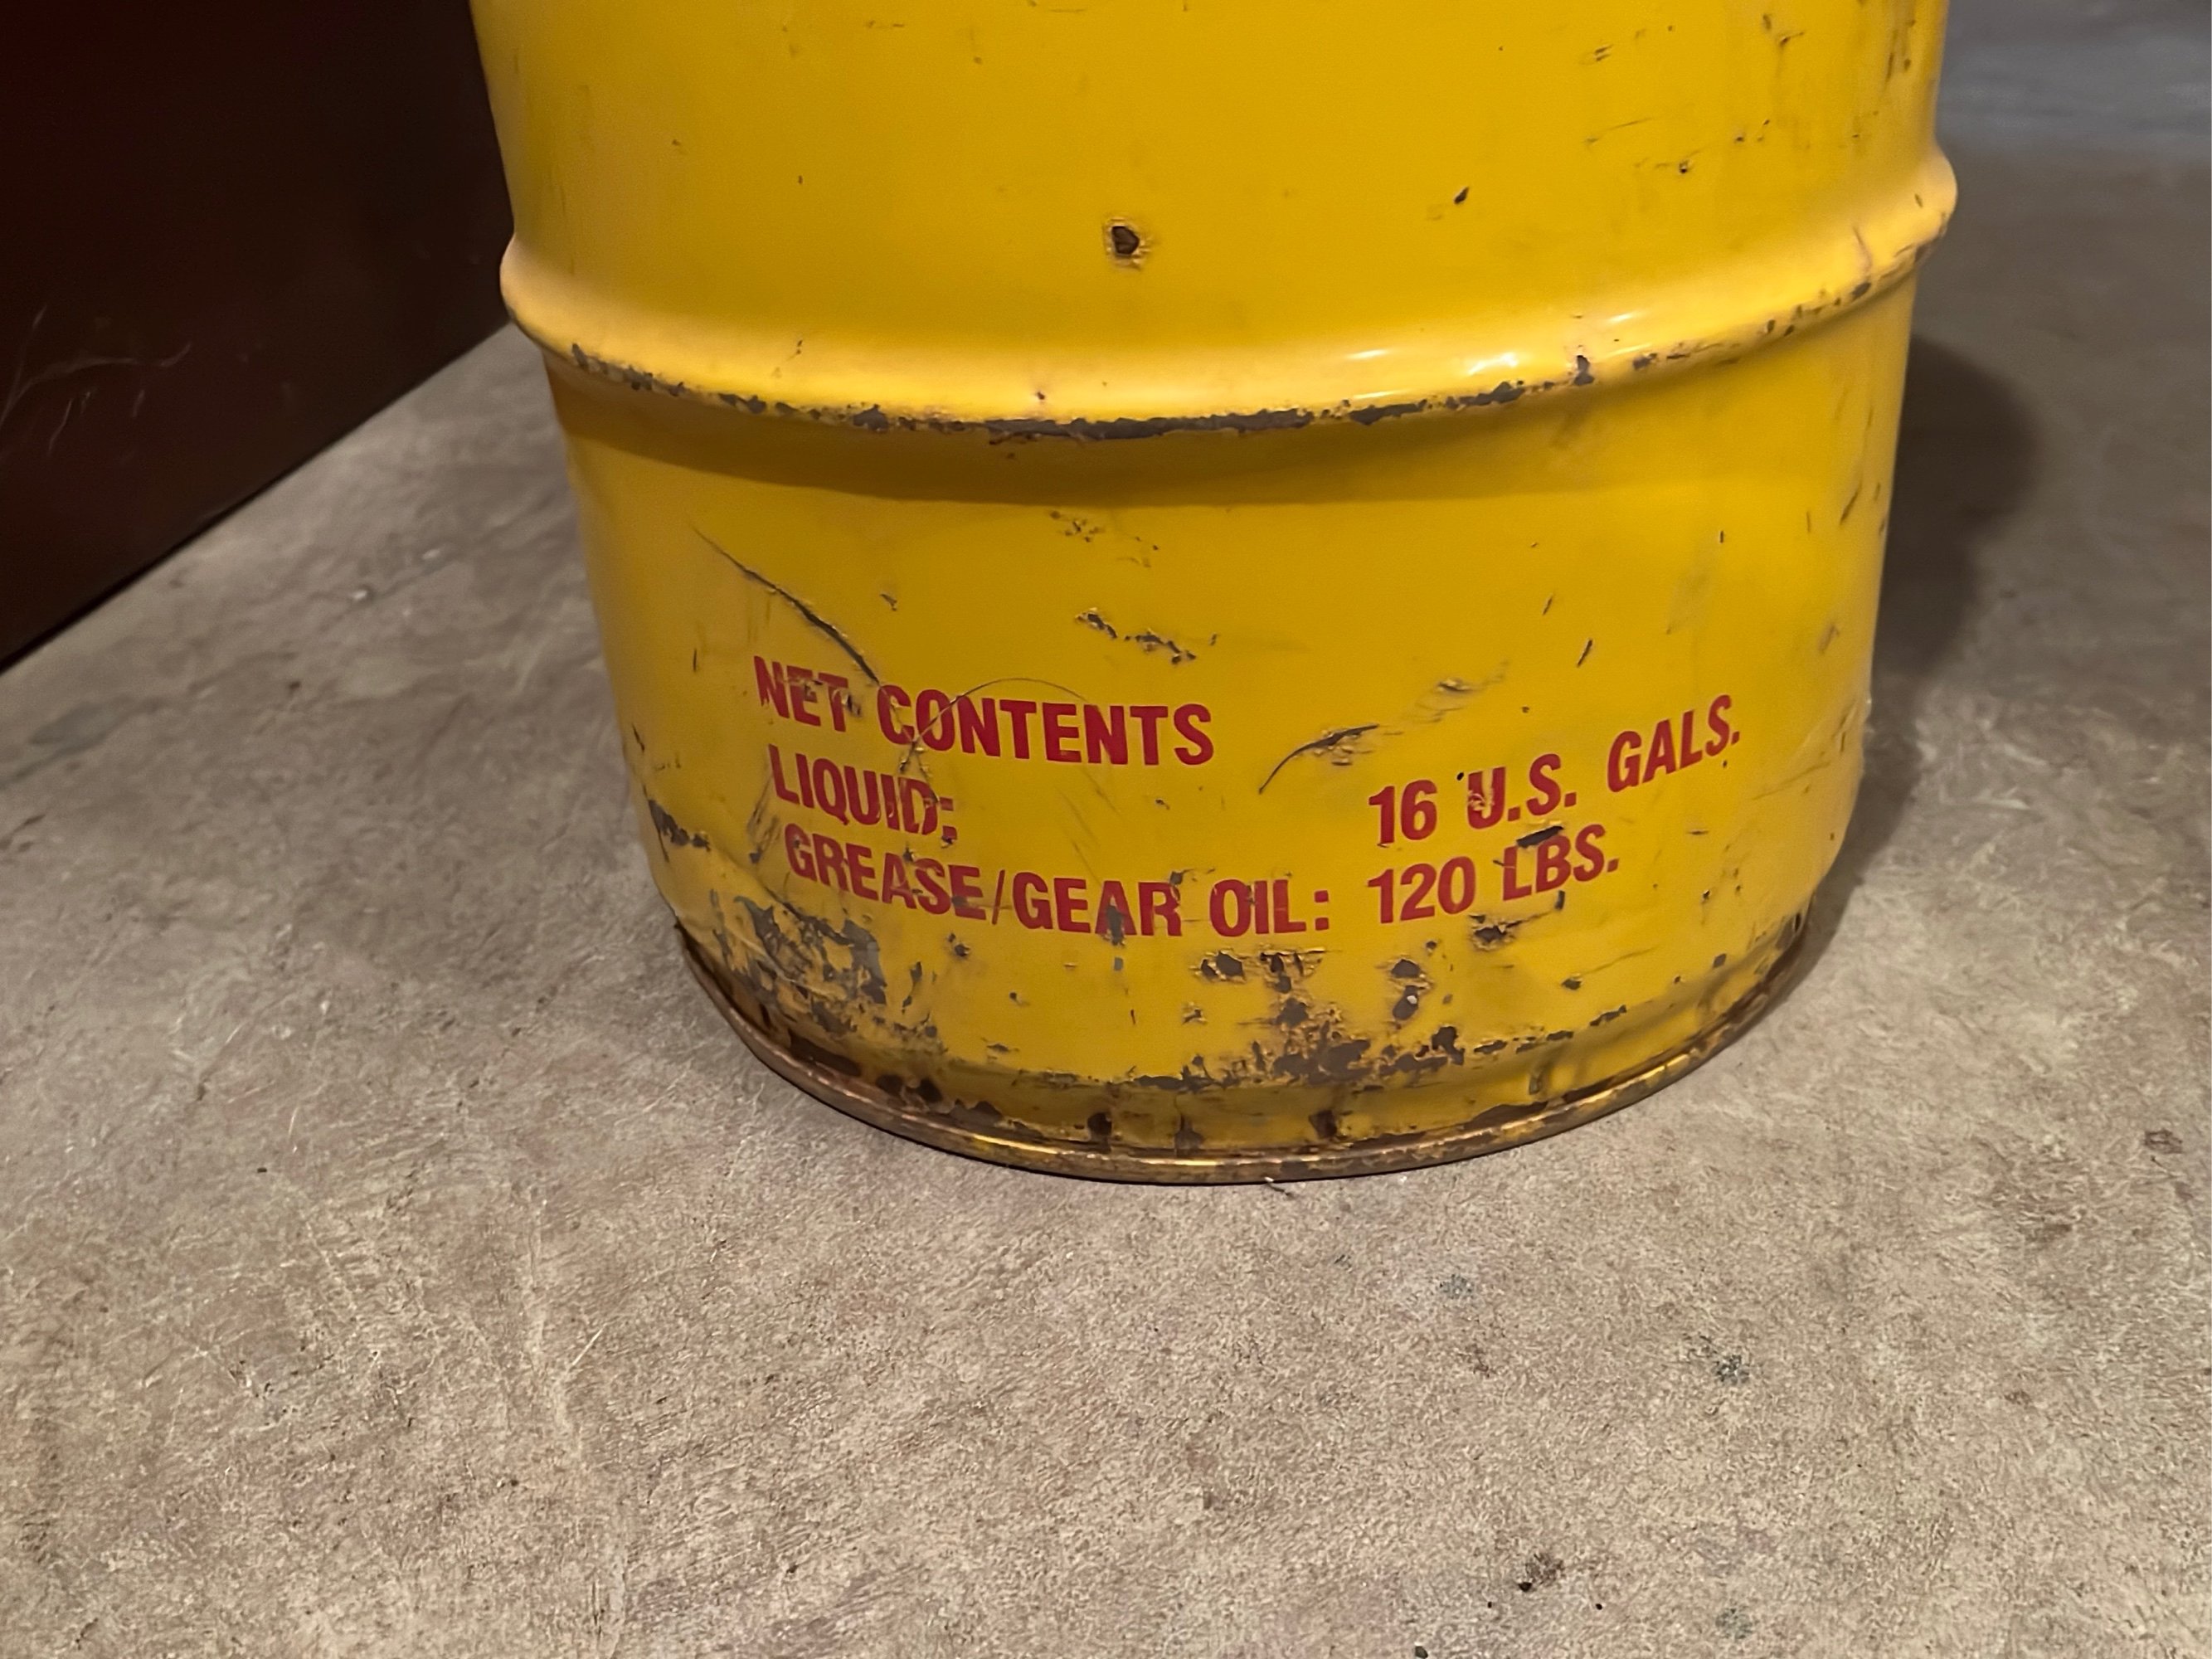 NET CONTENTS
LIQUID: 16 U.S. GALS.
GREASE/GEAR OIL: 120 LBS.